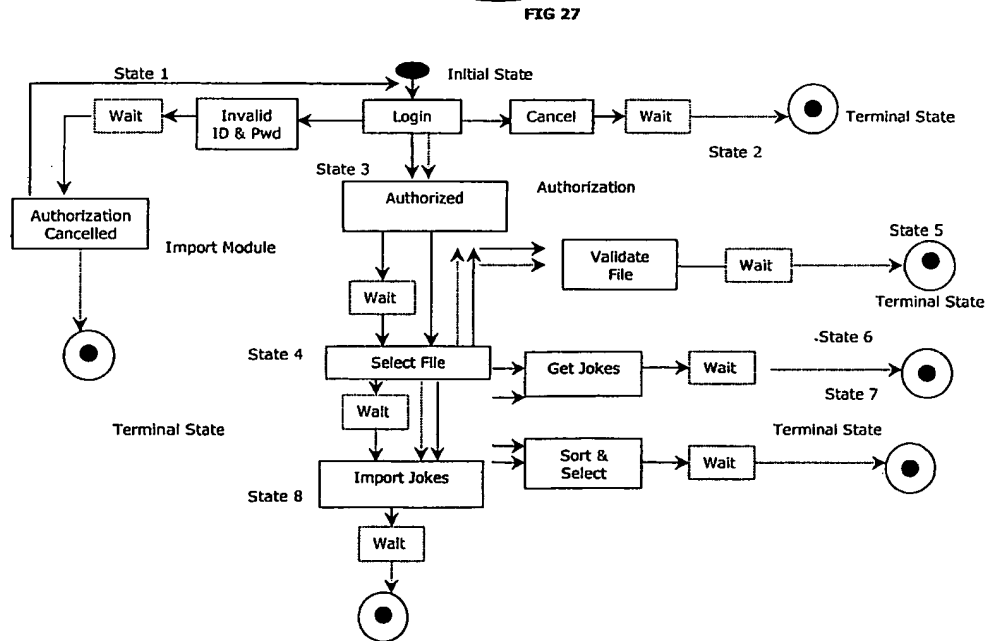 FIG 27
State 1
Initial State
Wait
Invalid
ID & Pwd
Login
Cancel
Wait
Terminal State
State 2
State 3
Authorized
Authorization
Authorization
Cancelled
Import Module
Validate
File
Wait
State 5
Terminal State
Wait
State 4
Select File
Get Jokes
Wait
.State 6
State 7
Wait
Terminal State
Import Jokes
Sort &
Select
Wait
Terminal State
State 8
Wait